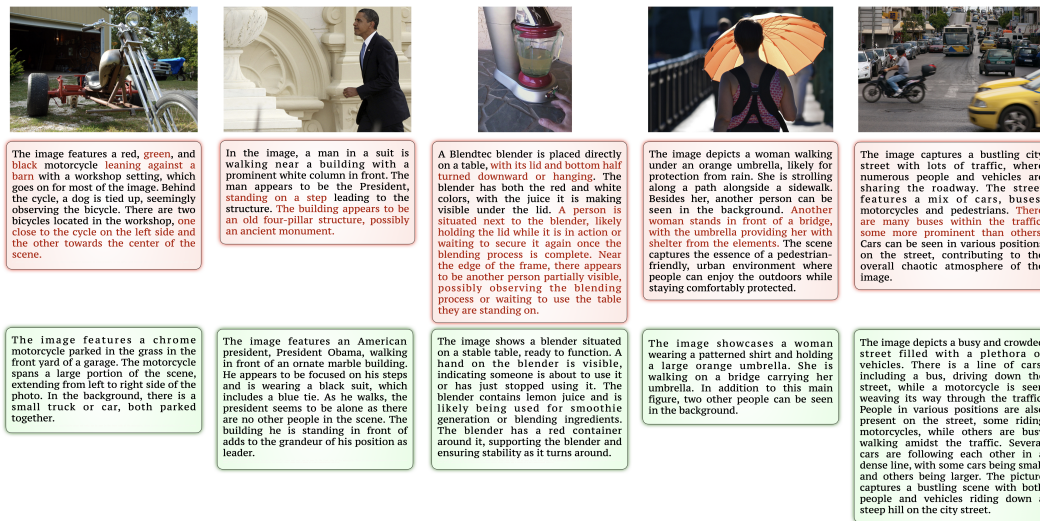 The image features a red, green, and
black motorcycle leaning against a
barn with a workshop setting, which
goes on for most of the image. Behind
the cycle, a dog is tied up, seemingly
observing the bicycle. There are two
bicycles located in the workshop, one
close to the cycle on the left side and
the other towards the center of the
scene.
In the image, a man in a suit is
walking near a building with a
prominent white column in front. The
man appears to be the President,
standing on a step leading to the
structure. The building appears to be
an old four-pillar structure, possibly
an ancient monument.
A Blendtec blender is placed directly
on a table, with its lid and bottom half
turned downward or hanging. The
blender has both the red and white
colors, with the juice it is making
visible under the lid. A person is
situated next to the blender, likely
holding the lid while it is in action or
waiting to secure it again once the
blending process is complete. Near
the edge of the frame, there appears
to be another person partially visible,
possibly observing the blending
process or waiting to use the table
they are standing on.
The image depicts a woman walking
under an orange umbrella, likely for
protection from rain. She is strolling
along a path alongside a sidewalk.
Besides her, another person can be
seen in the background. Another
woman stands in front of a bridge,
with the umbrella providing her with
shelter from the elements. The scene
captures the essence of a pedestrian-
friendly, urban environment where
people can enjoy the outdoors while
staying comfortably protected.
The image captures a bustling city
street with lots of traffic, where
numerous people and vehicles are
sharing the roadway. The street
features a mix of cars, buses,
motorcycles and pedestrians. There
are many buses within the traffic,
some more prominent than others.
Cars can be seen in various positions
on the street, contributing to the
overall chaotic atmosphere of the
image.
The image features a chrome
motorcycle parked in the grass in the
front yard of a garage. The motorcycle
spans a large portion of the scene,
extending from left to right side of the
photo. In the background, there is a
small truck or car, both parked
together.
The image features an American
president, President Obama, walking
in front of an ornate marble building.
He appears to be focused on his steps
and is wearing a black suit, which
includes a blue tie. As he walks, the
president seems to be alone as there
are no other people in the scene. The
building he is standing in front of
adds to the grandeur of his position as
leader.
The image shows a blender situated
on a stable table, ready to function. A
hand on the blender is visible,
indicating someone is about to use it
or has just stopped using it. The
blender contains lemon juice and is
likely being used for smoothie
generation or blending ingredients.
The blender has a red container
around it, supporting the blender and
ensuring stability as it turns around.
The image showcases a woman
wearing a patterned shirt and holding
a large orange umbrella. She is
walking on a bridge carrying her
umbrella. In addition to this main
figure, two other people can be seen
in the background.
The image depicts a busy and crowded
street filled with a plethora of
vehicles. There is a line of cars,
including a bus, driving down the
street, while a motorcycle is seen
weaving its way through the traffic.
People in various positions are also
present on the street, some riding
motorcycles, while others are busy
walking amidst the traffic. Several
cars are following each other in a
dense line, with some cars being small
and others being larger. The picture
captures a bustling scene with both
people and vehicles riding down a
steep hill on the city street.